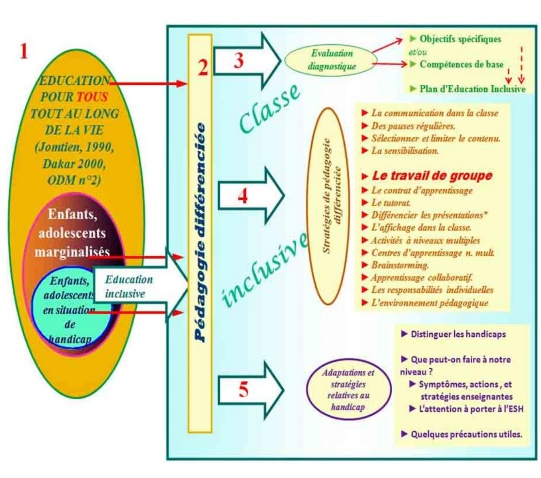 1
EDUCATION
POUR TOUS
TOUT AU LONG
DE LA VIE
(Jomtien, 1990,
Dakar 2000,
ODM n°2)
Enfants,
adolescents
marginalisés
Enfants,
adolescents
en situation
de
handicap
Education
inclusive
2
Pédagogie différenciée
Classe
inclusive
3
Evaluation
diagnostique
Objectifs spécifiques
et/ou
Compétences de base
Plan d'Education Inclusive
4
Stratégies de pédagogie
différenciée
La communication dans la classe
Des pauses régulières.
Sélectionner et limiter le contenu.
La sensibilisation.
Le travail de groupe
Le contrat d'apprentissage
Le tutorat.
Différencier les présentations"
L'affichage dans la classe.
Activités à niveaux multiples
Centres d'apprentissage n. mult.
Brainstorming.
Apprentissage collaboratif.
Les responsabilités individuelles
L'environnement pédagogique
5
Adaptations et
stratégies
relatives au
handicap
Distinguer les handicaps
Que peut-on faire à notre
niveau ?
Symptômes, actions , et
stratégies enseignantes
L'attention à porter à l'ESH
Quelques précautions utiles.